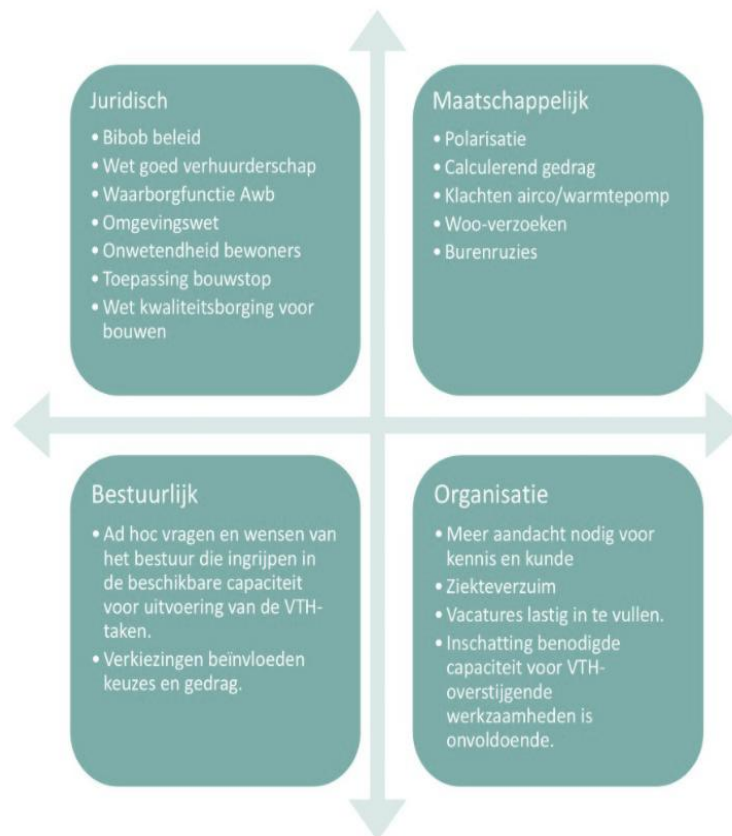 Juridisch
• Bibob beleid
• Wet goed verhuurderschap
• Waarborgfunctie Awb
• Omgevingswet
• Onwetendheid bewoners
• Toepassing bouwstop
• Wet kwaliteitsborging voor
bouwen
Maatschappelijk
• Polarisatie
• Calculerend gedrag
• Klachten airco/warmtepomp
• Woo-verzoeken
• Burenruzies
Bestuurlijk
• Ad hoc vragen en wensen van
het bestuur die ingrijpen in
de beschikbare capaciteit
voor uitvoering van de VTH-
taken.
• Verkiezingen beïnvloeden
keuzes en gedrag.
Organisatie
• Meer aandacht nodig voor
kennis en kunde
• Ziekteverzuim
• Vacatures lastig in te vullen.
• Inschatting benodigde
capaciteit voor VTH-
overstijgende
werkzaamheden is
onvoldoende.